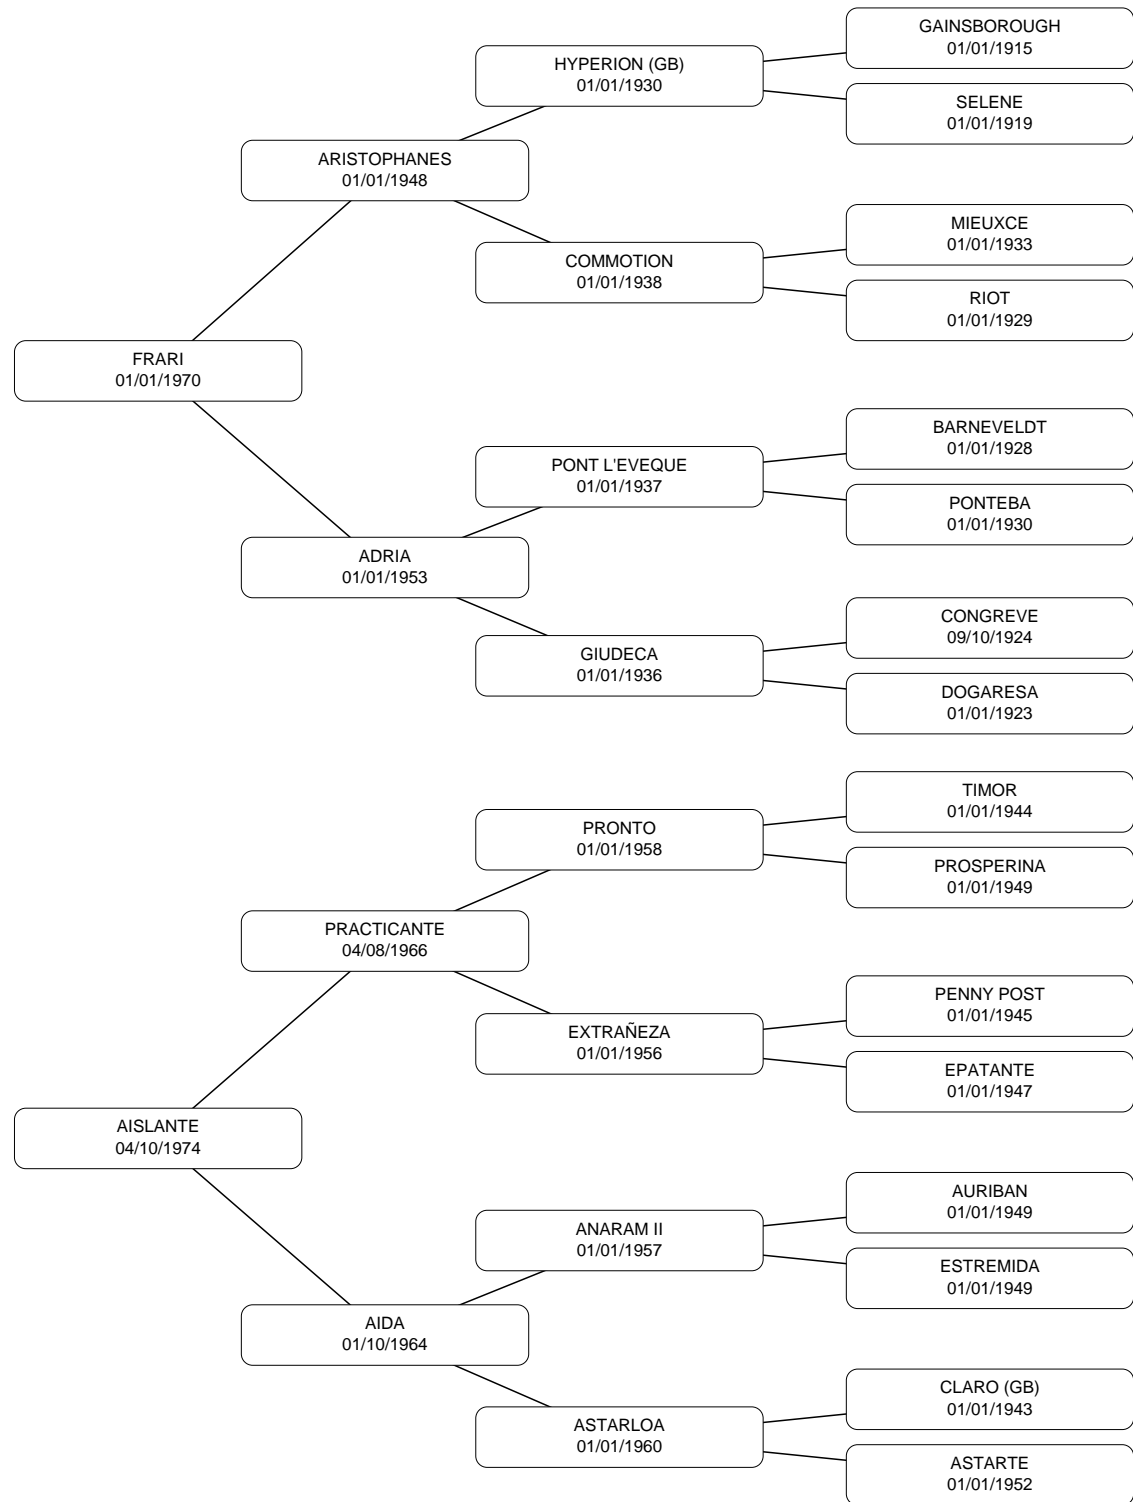 GAINSBOROUGH
01/01/1915
HYPERION (GB)
01/01/1930
SELENE
01/01/1919
ARISTOPHANES
01/01/1948
MIEUXCE
01/01/1933
COMMOTION
01/01/1938
RIOT
01/01/1929
FRARI
01/01/1970
BARNEVELDT
01/01/1928
PONT L'EVEQUE
01/01/1937
PONTEBA
01/01/1930
ADRIA
01/01/1953
CONGREVE
09/10/1924
GIUDECA
01/01/1936
DOGARESA
01/01/1923
TIMOR
01/01/1944
PRONTO
01/01/1958
PROSPERINA
01/01/1949
PRACTICANTE
04/08/1966
PENNY POST
01/01/1945
EXTRAÑEZA
01/01/1956
EPATANTE
01/01/1947
AISLANTE
04/10/1974
AURIBAN
01/01/1949
ANARAM II
01/01/1957
ESTREMIDA
01/01/1949
AIDA
01/10/1964
CLARO (GB)
01/01/1943
ASTARLOA
01/01/1960
ASTARTE
01/01/1952